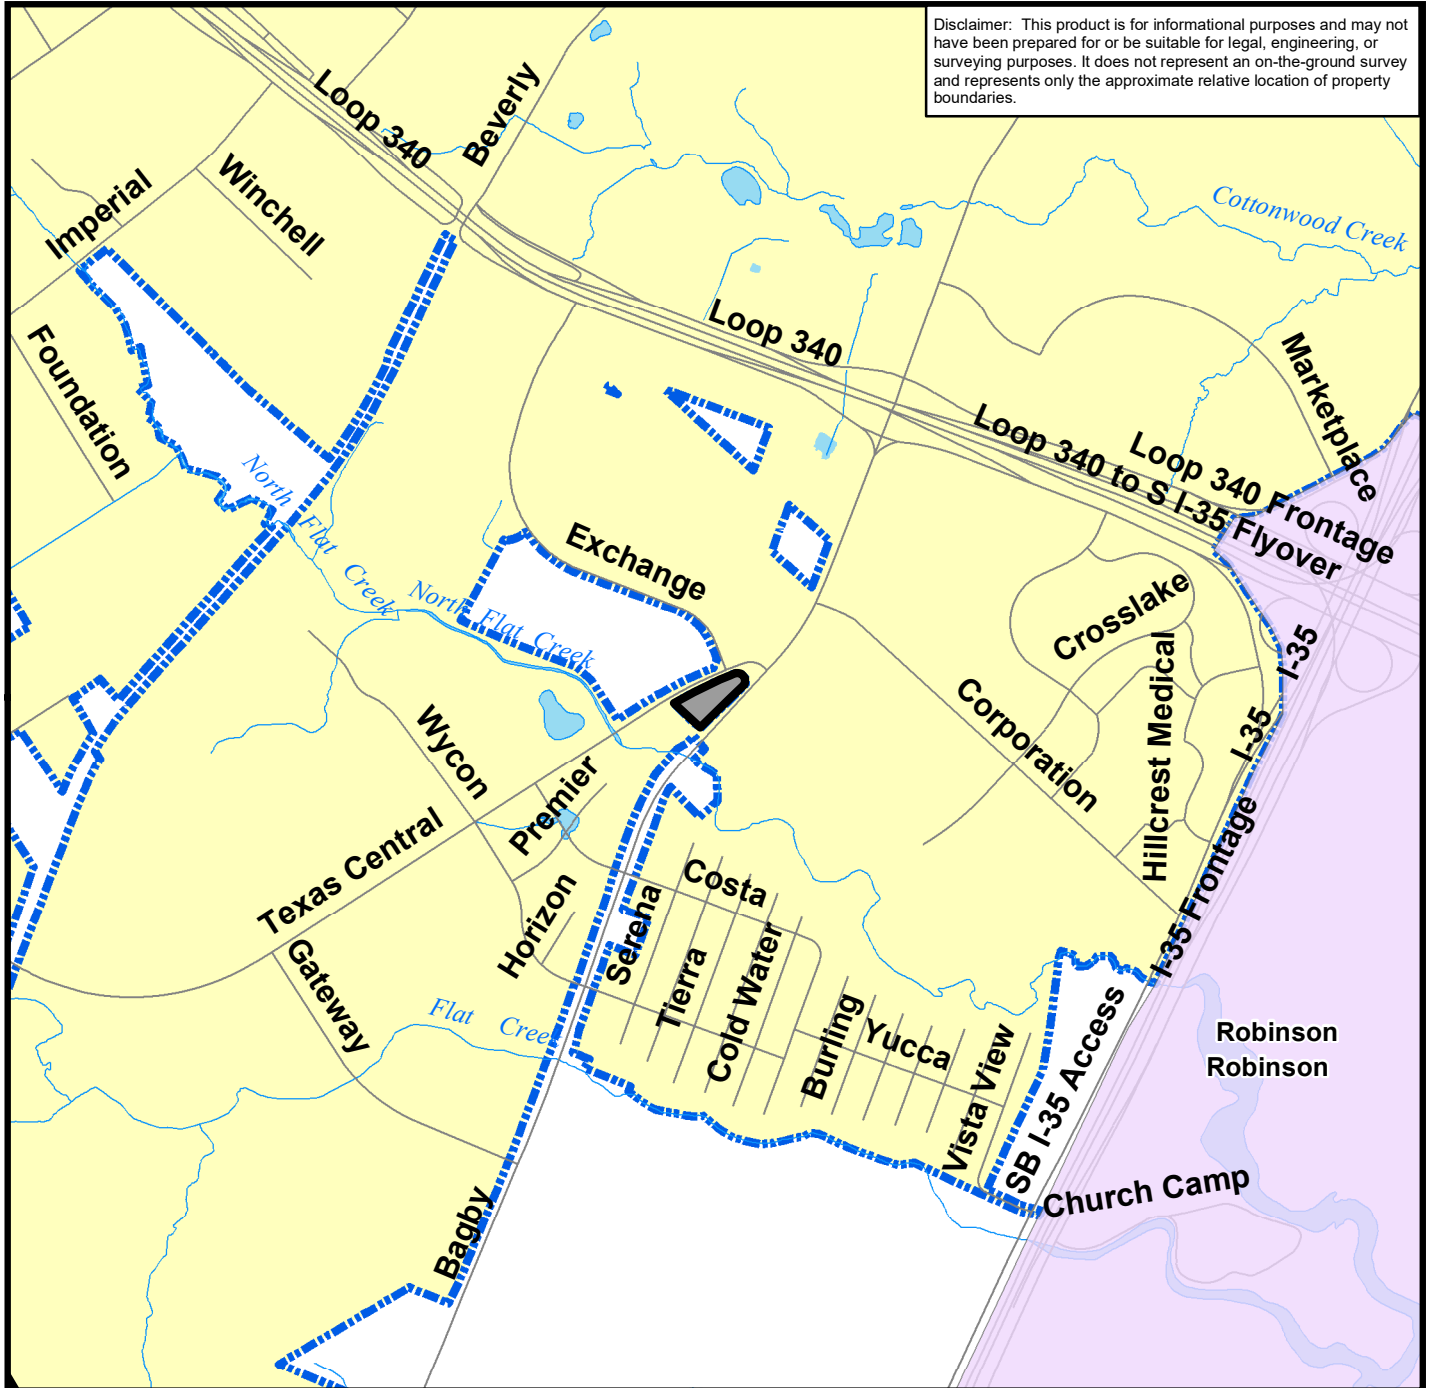 Disclaimer: This product is for informational purposes and may not
have been prepared for or be suitable for legal, engineering, or
surveying purposes. It does not represent an on-the-ground survey
and represents only the approximate relative location of property
boundaries.
Loop 340
Beverly
Winchell
Imperial
Cottonwood Creek
Foundation
Loop 340
Marketplace
Loop 340 to S I-35 Flyover
Loop 340 Frontage
North Flat Creek
Exchange
North Flat Creek
Crosslake
I-35
Hillcrest Medical
Corporation
I-35
Wycon
Premier
Texas Central
I-35 Frontage
Costa
Horizon
Serena
Gateway
Tierra
Cold Water
Flat Creek
Burling
Yucca
Vista View
SB I-35 Access
Robinson
Robinson
Church Camp
Bagby